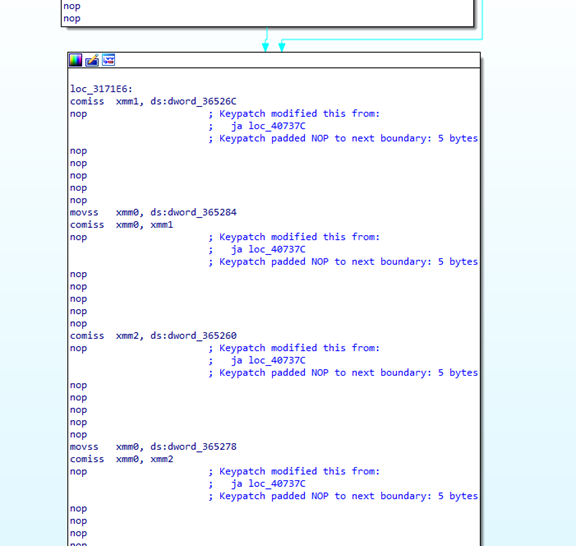 nop
nop
loc_3171E6:
comiss  xmm1, ds:dword_36526C
nop ; Keypatch modified this from:
;   ja loc_40737C
; Keypatch padded NOP to next boundary: 5 bytes
nop
nop
nop
nop
nop
movss   xmm0, ds:dword_365284
comiss  xmm0, xmm1
nop ; Keypatch modified this from:
;   ja loc_40737C
; Keypatch padded NOP to next boundary: 5 bytes
nop
nop
nop
nop
nop
comiss  xmm2, ds:dword_365260
nop ; Keypatch modified this from:
;   ja loc_40737C
; Keypatch padded NOP to next boundary: 5 bytes
nop
nop
nop
nop
nop
movss   xmm0, ds:dword_365278
comiss  xmm0, xmm2
nop ; Keypatch modified this from:
;   ja loc_40737C
; Keypatch padded NOP to next boundary: 5 bytes
nop
nop
nop
nop